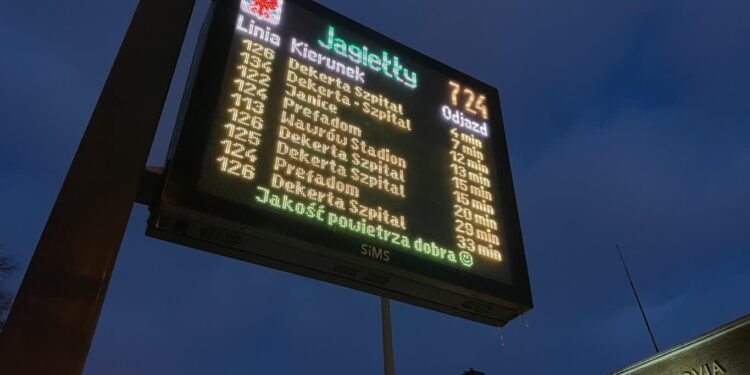 Jagiełły 7 24
Linia Kierunek Odjazd
126 Dekerta Szpital 4 min
134 Dekerta - Szpital 7 min
122 Janice 12 min
124 Prefadom 13 min
113 Wawrów Stadion 15 min
126 Dekerta Szpital 15 min
125 Dekerta Szpital 20 min
124 Prefadom 29 min
126 Dekerta Szpital 33 min
Jakość powietrza dobra
SiMS